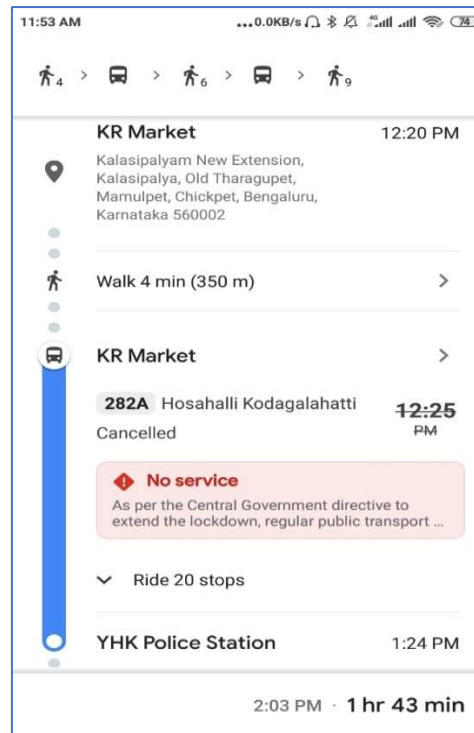 11:53 AM
...0.0KB/s
4G
74
4 > > 6 > > 9
KR Market 12:20 PM
Kalasipalyam New Extension,
Kalasipalya, Old Tharagupet,
Mamulpet, Chickpet, Bengaluru,
Karnataka 560002
Walk 4 min (350 m) >
KR Market >
282A Hosahalli Kodagalahatti 12:25
Cancelled PM
No service
As per the Central Government directive to
extend the lockdown, regular public transport ...
Ride 20 stops
YHK Police Station 1:24 PM
2:03 PM · 1 hr 43 min